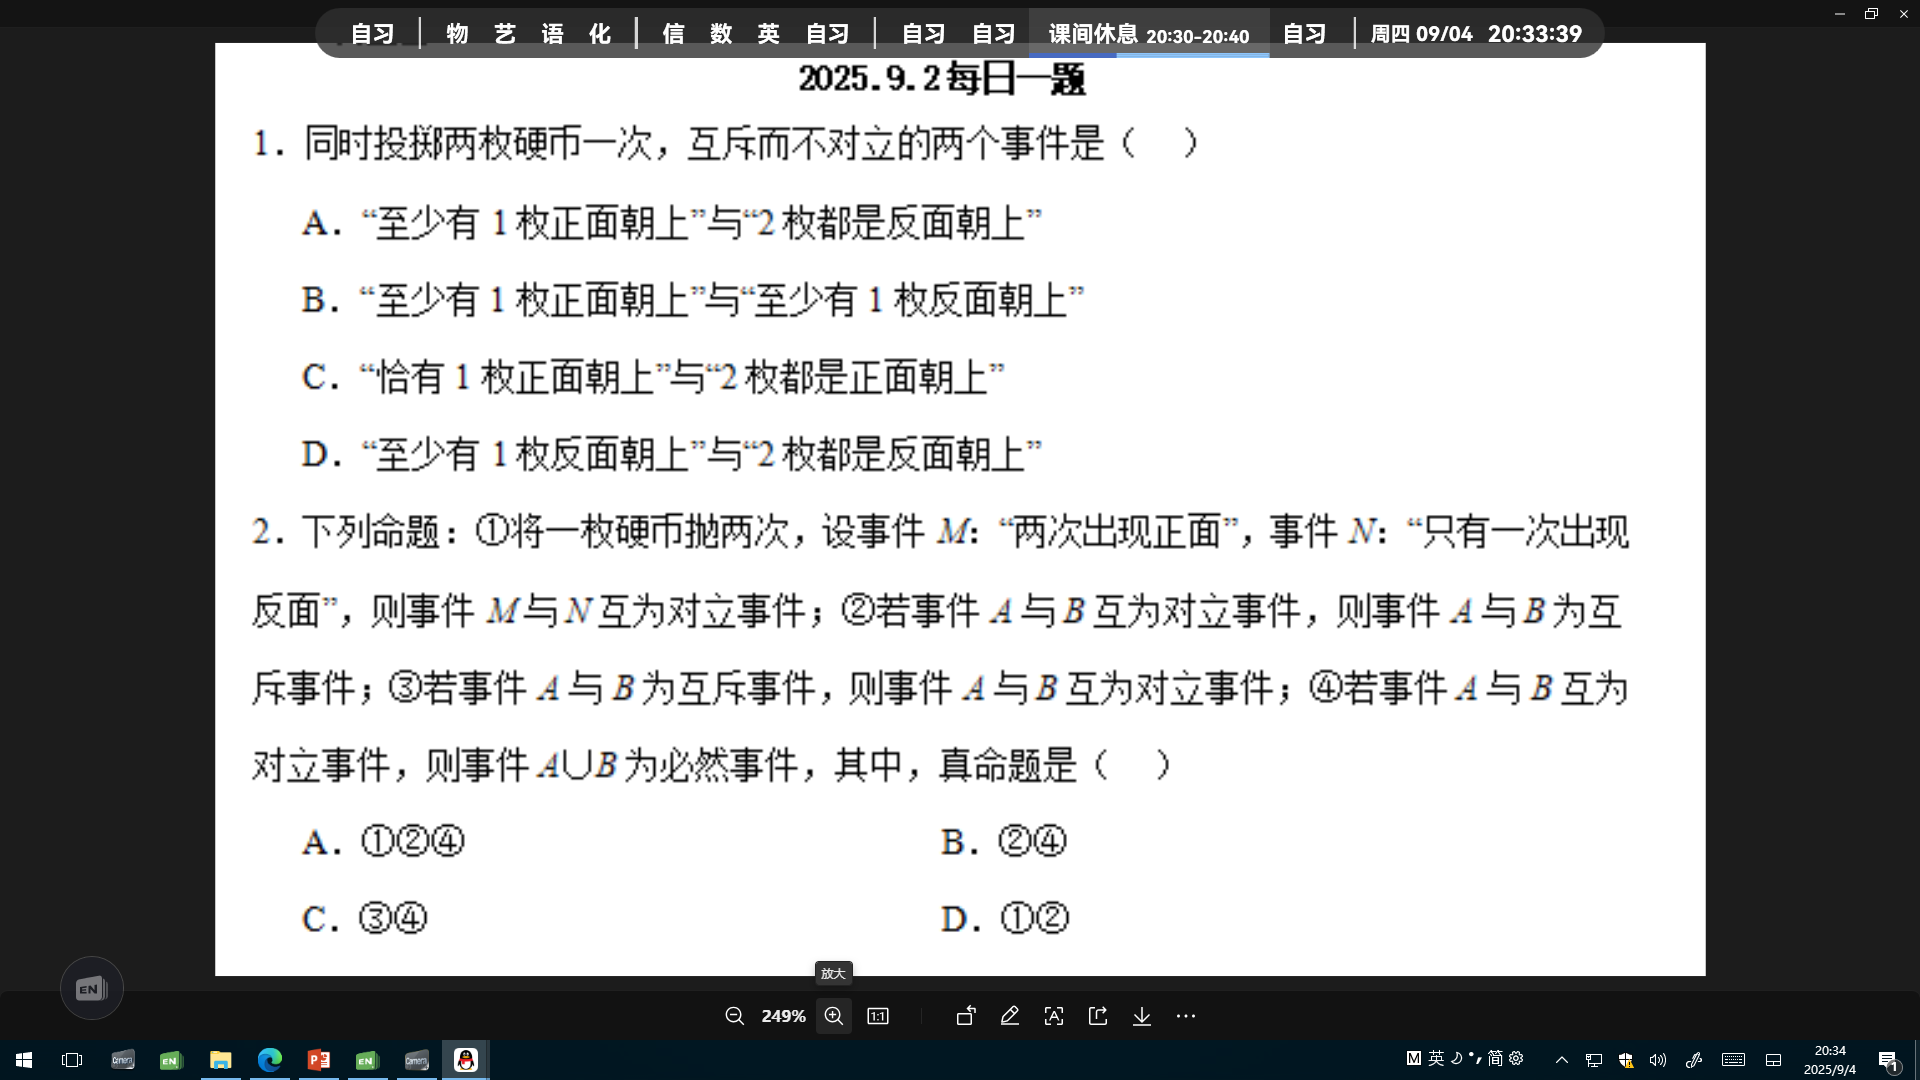 自习 | 物 艺 语 化 | 信 数 英 自习 | 自习 自习 课间休息 20:30-20:40 自习 | 周四 09/04 20:33:39
2025.9.2每日一题
1. 同时投掷两枚硬币一次，互斥而不对立的两个事件是（ ）
A. “至少有 1 枚正面朝上”与“2 枚都是反面朝上”
B. “至少有 1 枚正面朝上”与“至少有 1 枚反面朝上”
C. “恰有 1 枚正面朝上”与“2 枚都是正面朝上”
D. “至少有 1 枚反面朝上”与“2 枚都是反面朝上”
2. 下列命题：①将一枚硬币抛两次，设事件 M：“两次出现正面”，事件 N：“只有一次出现
反面”，则事件 M与N 互为对立事件；②若事件 A 与 B 互为对立事件，则事件 A 与 B 为互
斥事件；③若事件 A 与 B 为互斥事件，则事件 A 与 B 互为对立事件；④若事件 A 与 B 互为
对立事件，则事件 A∪B 为必然事件，其中，真命题是（ ）
A. ①②④ B. ②④
C. ③④ D. ①②
EN
放大
249% 1:1
Camera EN EN Camera
M 英 简
20:34
2025/9/4
1